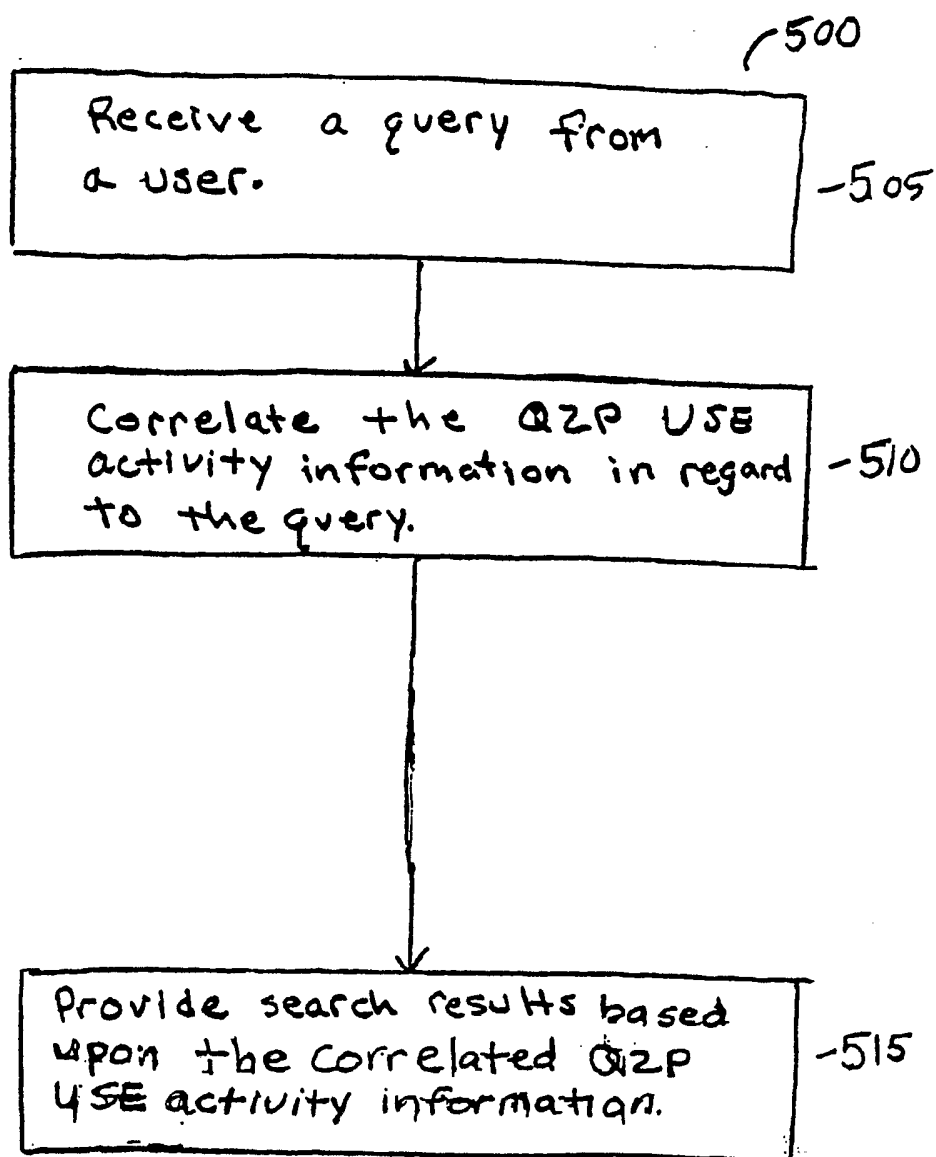 500
Receive a query from
a user.
505
Correlate the Q2P USE
activity information in regard
to the query.
510
Provide search results based
upon the correlated Q2P
USE activity information.
515